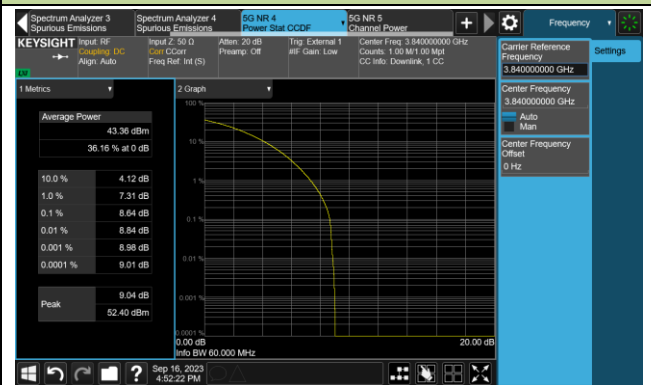 Spectrum Analyzer 3
Spurious Emissions
Spectrum Analyzer 4
Spurious Emissions
5G NR 4
Power Stat CCDF
5G NR 5
Channel Power
Frequency
KEYSIGHT
Input: RF
Coupling: DC
Align: Auto
Input Z: 50 Ω
Corr CCorr
Freq Ref: Int (S)
Atten: 20 dB
Preamp: Off
Trig: External 1
#IF Gain: Low
Center Freq: 3.840000000 GHz
Counts: 1.00 M/1.00 Mpt
CC Info: Downlink, 1 CC
Carrier Reference
Frequency
3.840000000 GHz
Settings
Center Frequency
3.840000000 GHz
Auto
Man
Center Frequency
Offset
0 Hz
1 Metrics
Average Power
43.36 dBm
36.16 % at 0 dB
10.0 % 4.12 dB
1.0 % 7.31 dB
0.1 % 8.64 dB
0.01 % 8.84 dB
0.001 % 8.98 dB
0.0001 % 9.01 dB
Peak
9.04 dB
52.40 dBm
2 Graph
100 %
10 %
1 %
0.1 %
0.01 %
0.001 %
0.0001 %
0.00 dB
20.00 dB
Info BW 60.000 MHz
Sep 16, 2023
4:52:22 PM